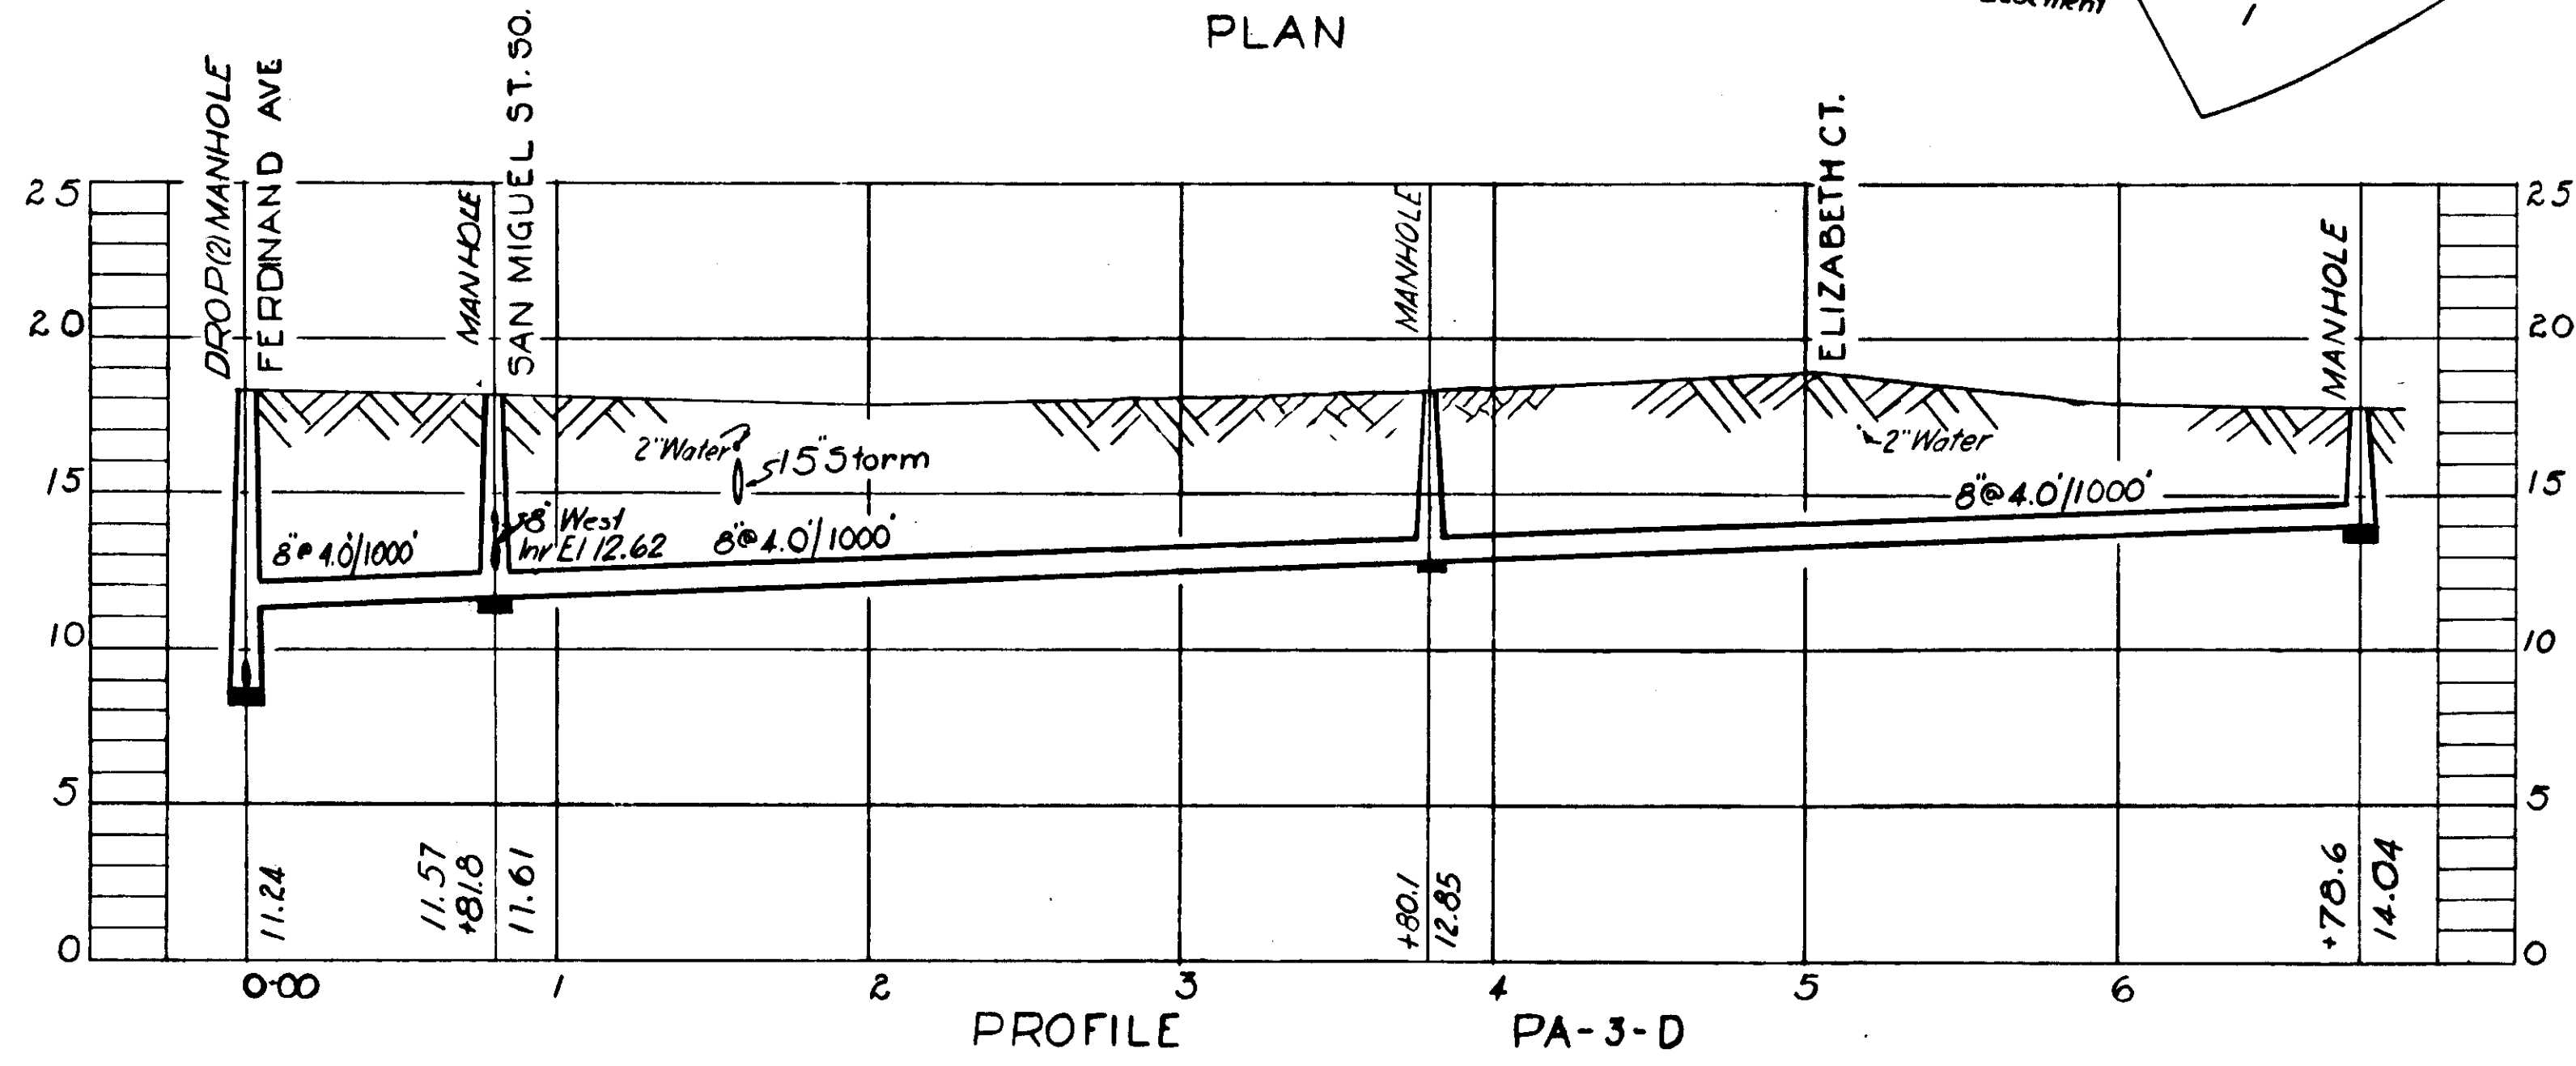 PLAN
Easement
1
DROP(2)MANHOLE
FERDINAND AVE
MANHOLE
SAN MIGUEL ST. 50.
MANHOLE
ELIZABETH CT.
MANHOLE
25
25
20
20
15
15
10
10
5
5
0
0
2"Water
15"Storm
2"Water
8" West
Inv El 12.62
8"@ 4.0'/1000'
8"@ 4.0'/1000'
8"@ 4.0'/1000'
11.24
11.57
+81.8
11.61
+80.1
12.85
+78.6
14.04
0+00 1 2 3 4 5 6
PROFILE PA-3-D